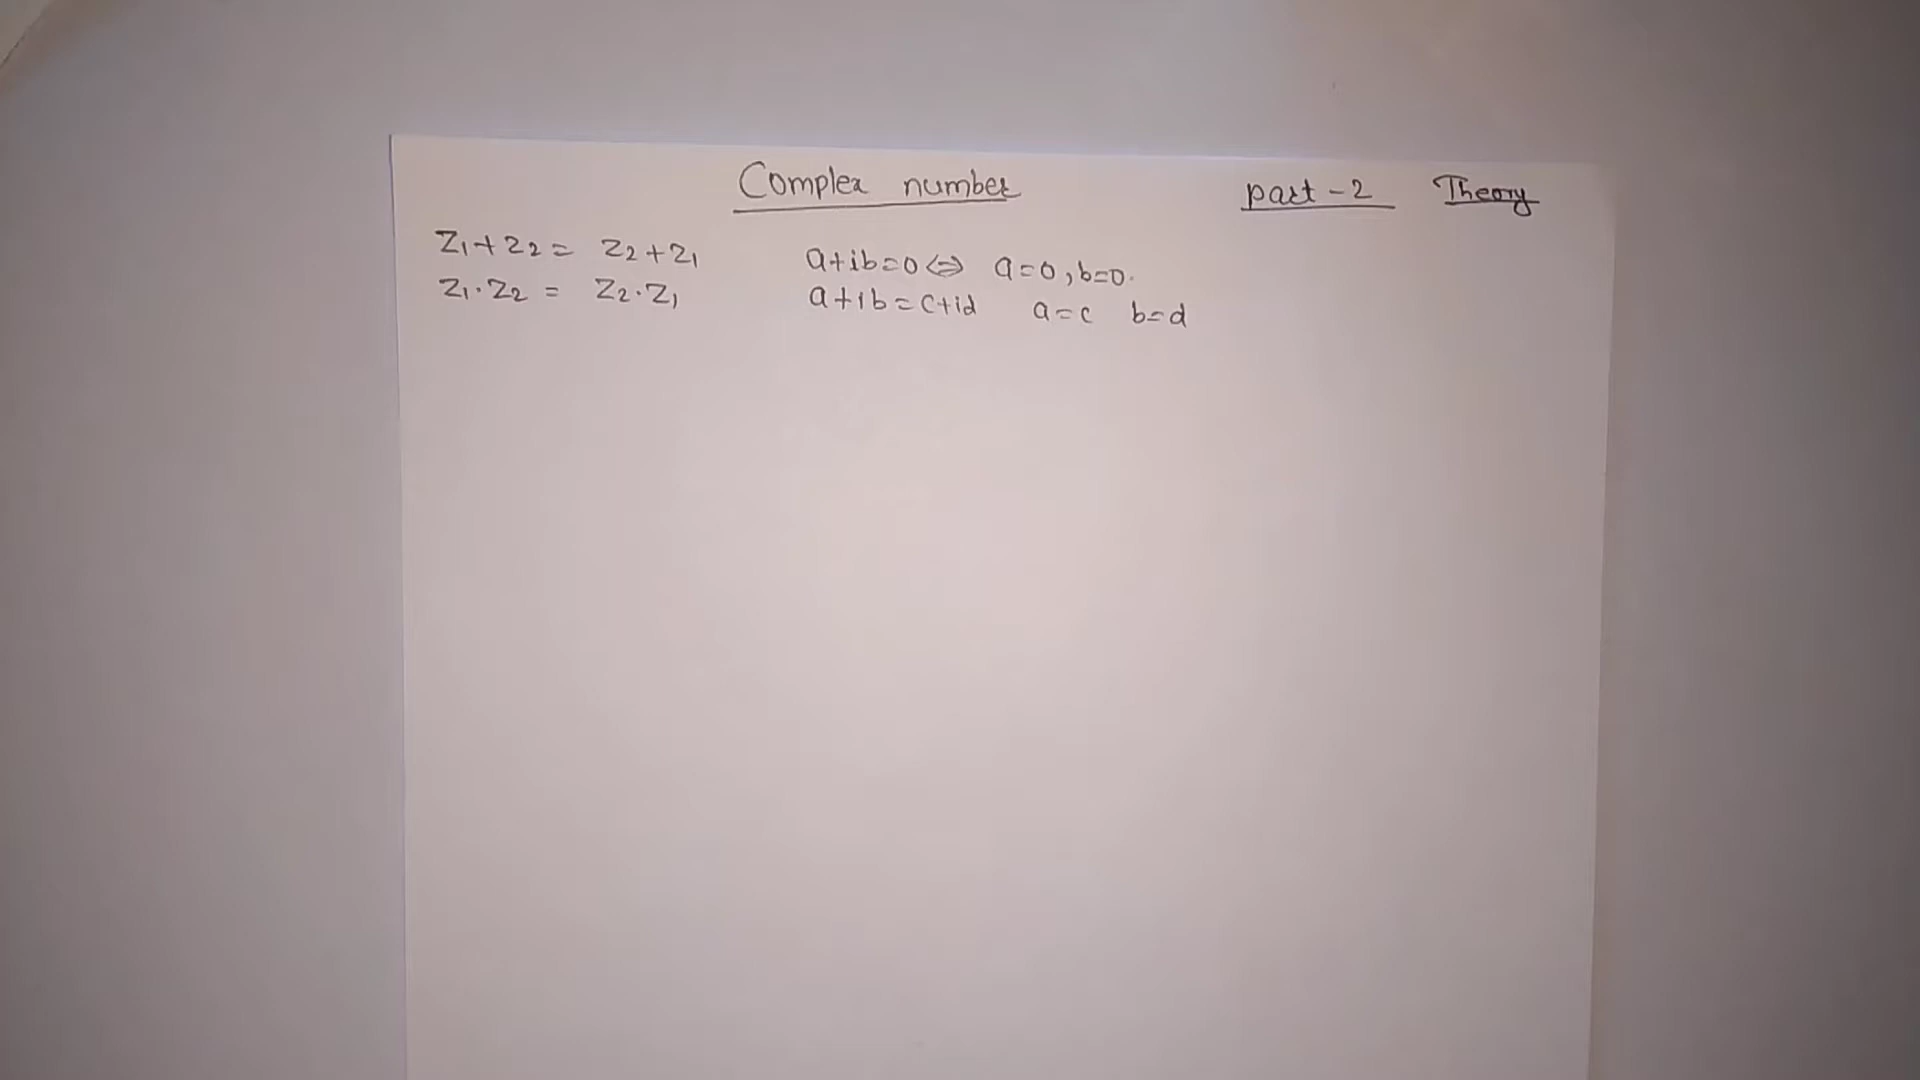 Complex number part-2 Theory
Z₁+Z₂ = Z₂+Z₁ a+ib=0 ⇔ a=0, b=0.
Z₁·Z₂ = Z₂·Z₁ a+ib=c+id a=c b=d